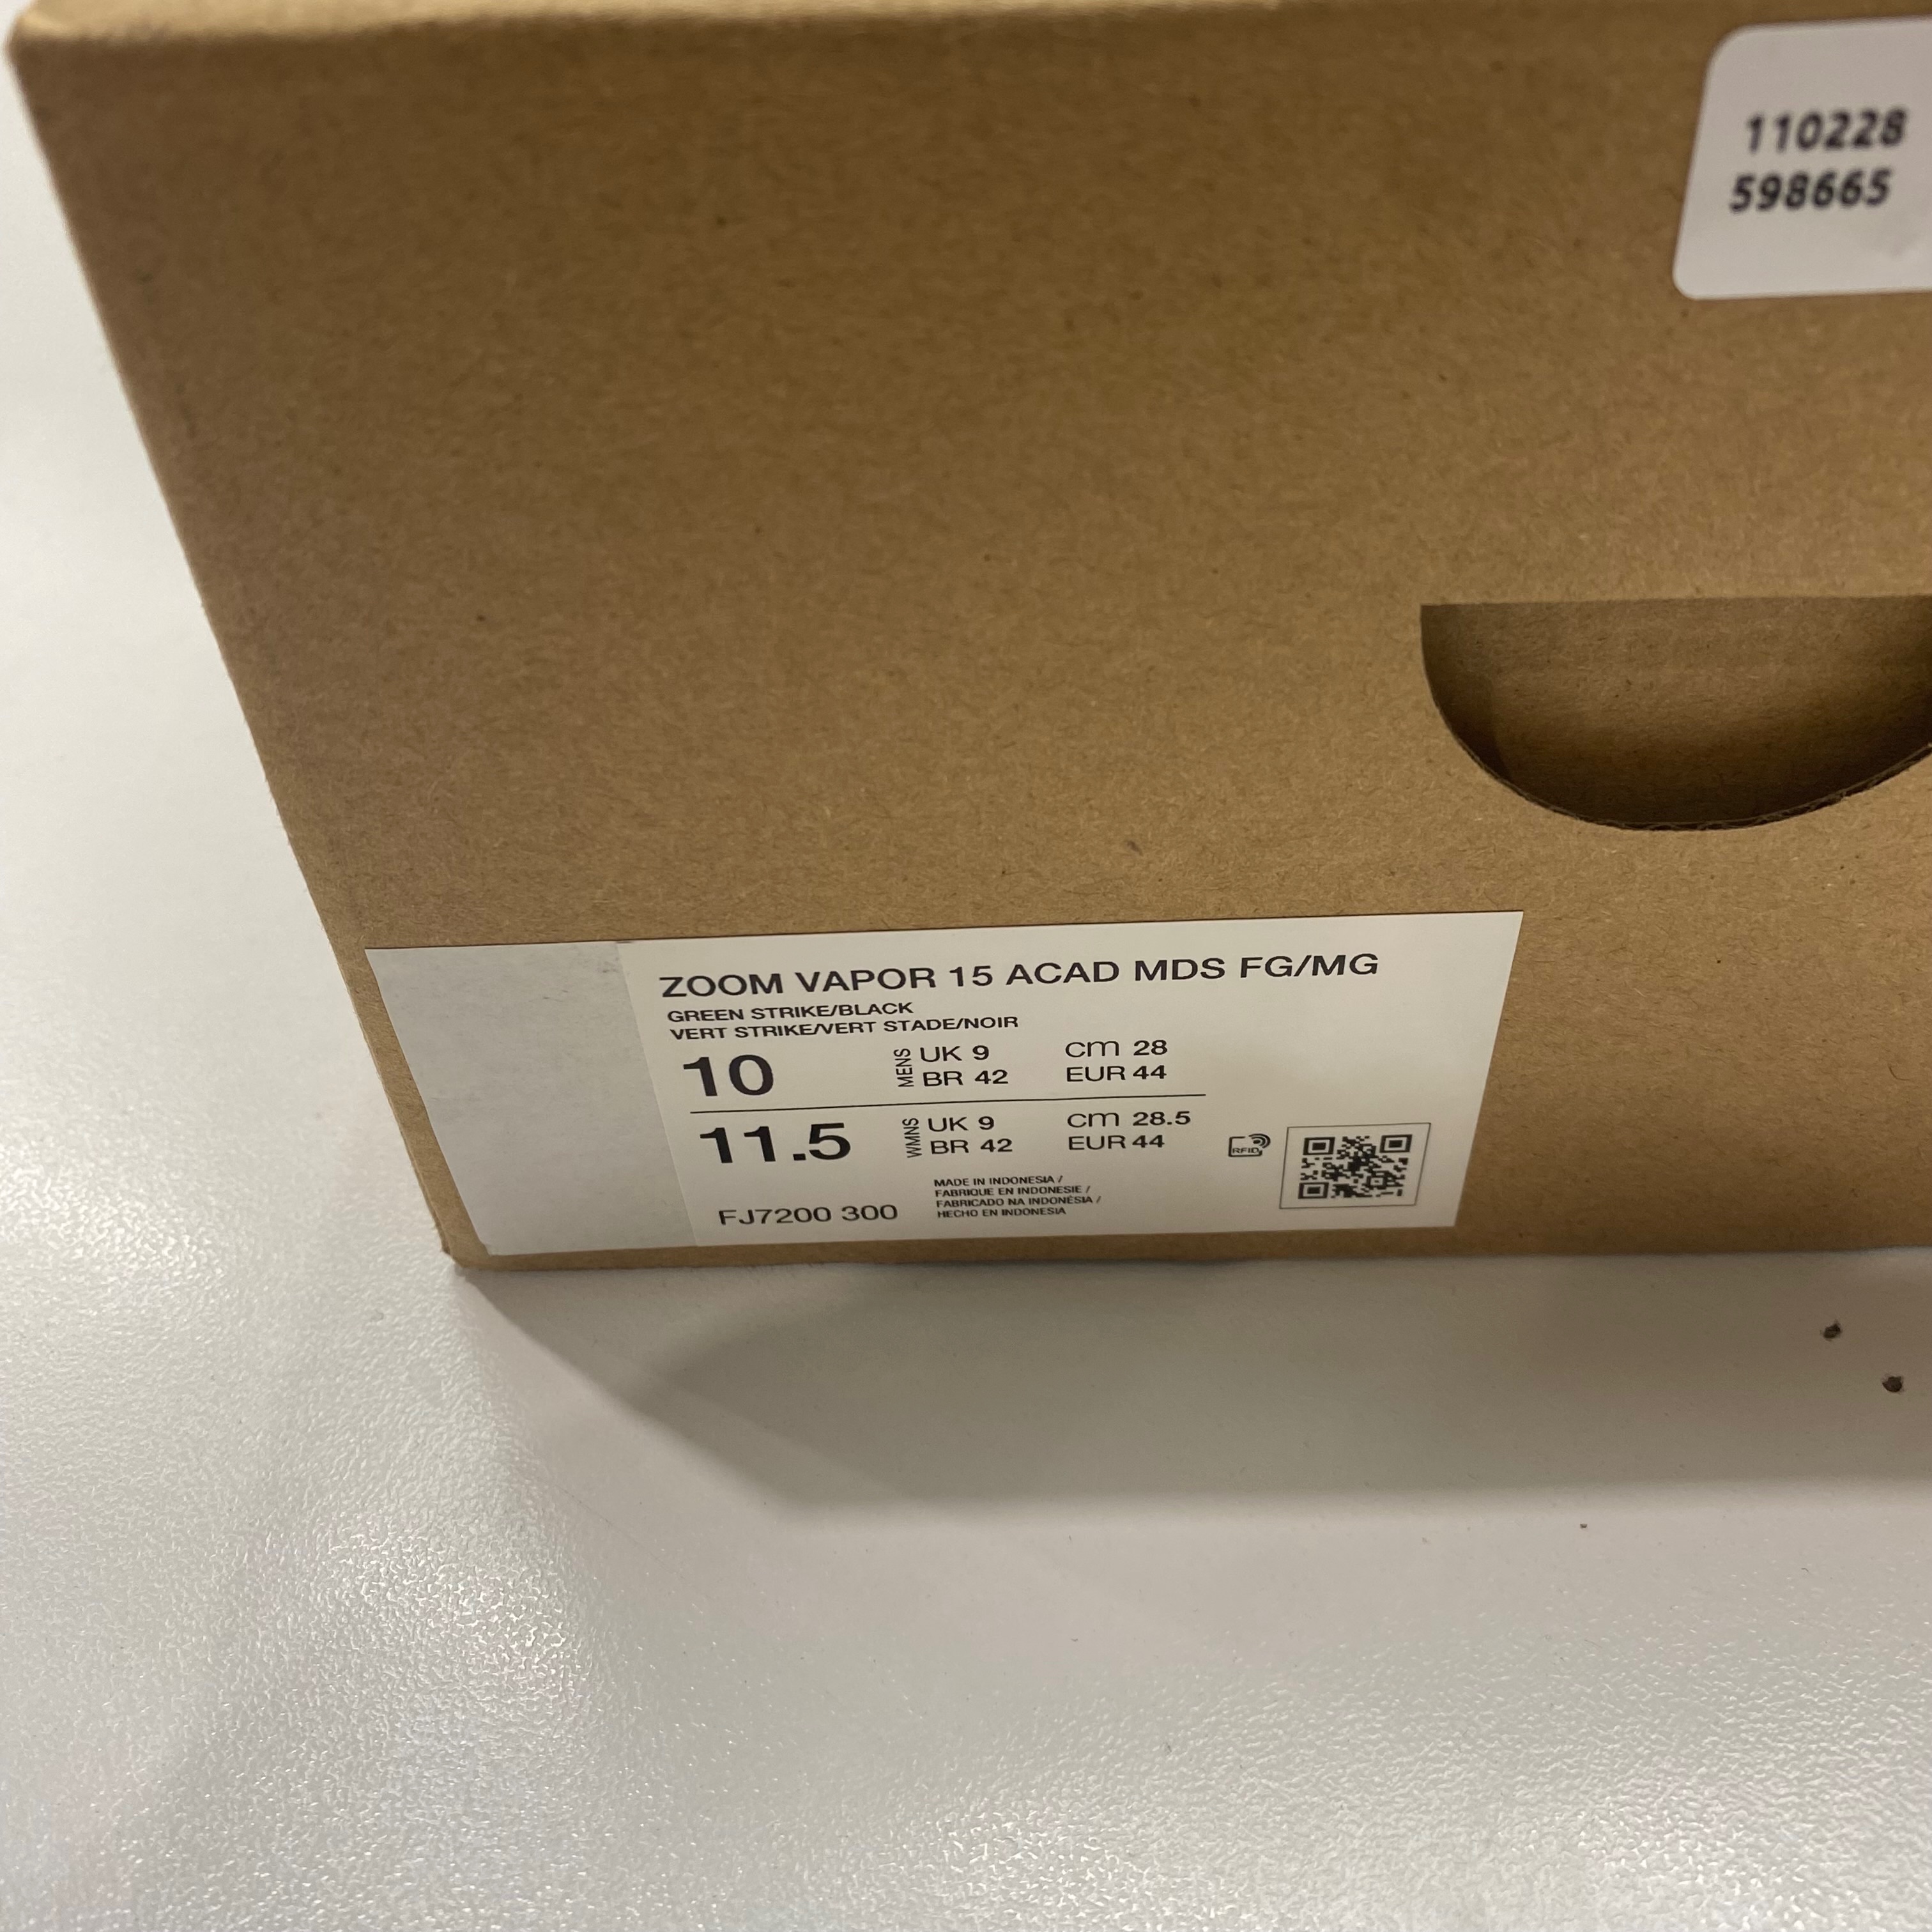 110228
598665
ZOOM VAPOR 15 ACAD MDS FG/MG
GREEN STRIKE/BLACK
VERT STRIKE/VERT STADE/NOIR
10 MENS UK 9 cm 28
BR 42 EUR 44
11.5 WMNS UK 9 cm 28.5
BR 42 EUR 44
RFID
FJ7200 300
MADE IN INDONESIA /
FABRIQUE EN INDONESIE /
FABRICADO NA INDONÉSIA /
HECHO EN INDONESIA